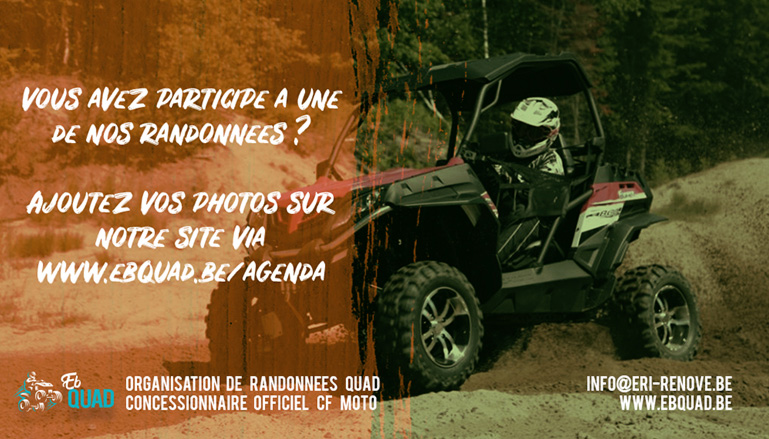 VOUS AVEZ PARTICIPE A UNE
DE NOS RANDONNEES ?
AJOUTEZ VOS PHOTOS SUR
NOTRE SITE VIA
WWW.EBQUAD.BE/AGENDA
Eb
QUAD
ORGANISATION DE RANDONNEES QUAD
CONCESSIONNAIRE OFFICIEL CF MOTO
INFO@ERI-RENOVE.BE
WWW.EBQUAD.BE